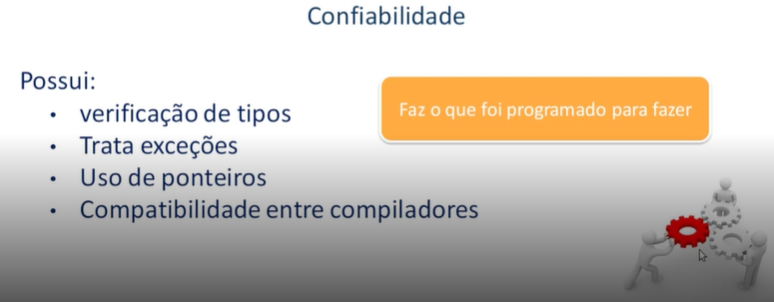 Confiabilidade
Possui:
• verificação de tipos
Faz o que foi programado para fazer
• Trata exceções
• Uso de ponteiros
• Compatibilidade entre compiladores